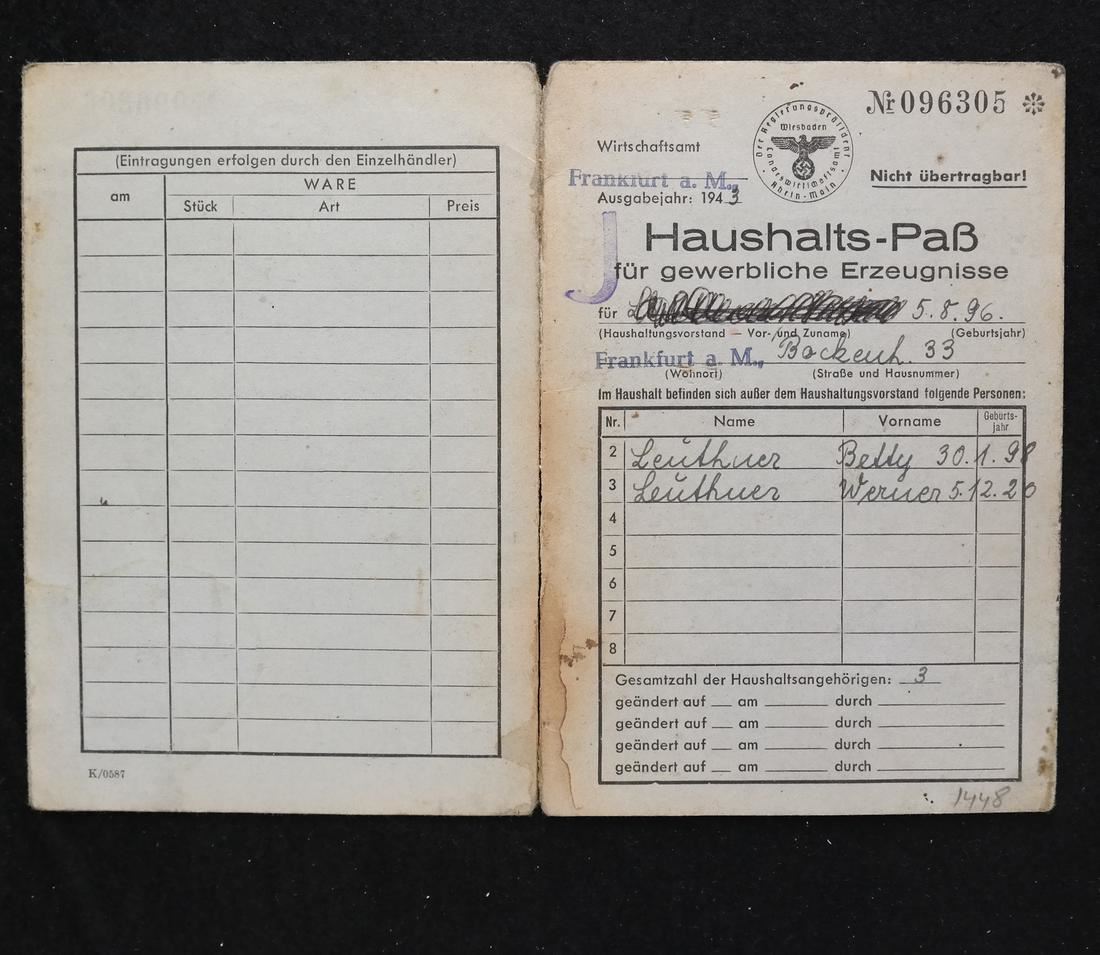 (Eintragungen erfolgen durch den Einzelhändler)
am
WARE
Stück Art Preis
K/0587
Nr 096305
Der Regierungspräsident
Wiesbaden
Landeswirtschaftsamt
Rhein-Main
Wirtschaftsamt
Frankfurt a. M.,
Nicht übertragbar!
Ausgabejahr: 1943
J
Haushalts-Paß
für gewerbliche Erzeugnisse
für 5.8.96.
(Haushaltungsvorstand – Vor- und Zuname) (Geburtsjahr)
Frankfurt a. M., Bockenh. 33
(Wohnort) (Straße und Hausnummer)
Im Haushalt befinden sich außer dem Haushaltungsvorstand folgende Personen:
Nr. Name Vorname Geburts-
jahr
2 Leuthner Betty 30.1.98
3 Leuthner Werner 5.12.20
4
5
6
7
8
Gesamtzahl der Haushaltsangehörigen: 3
geändert auf am durch
geändert auf am durch
geändert auf am durch
geändert auf am durch
1448